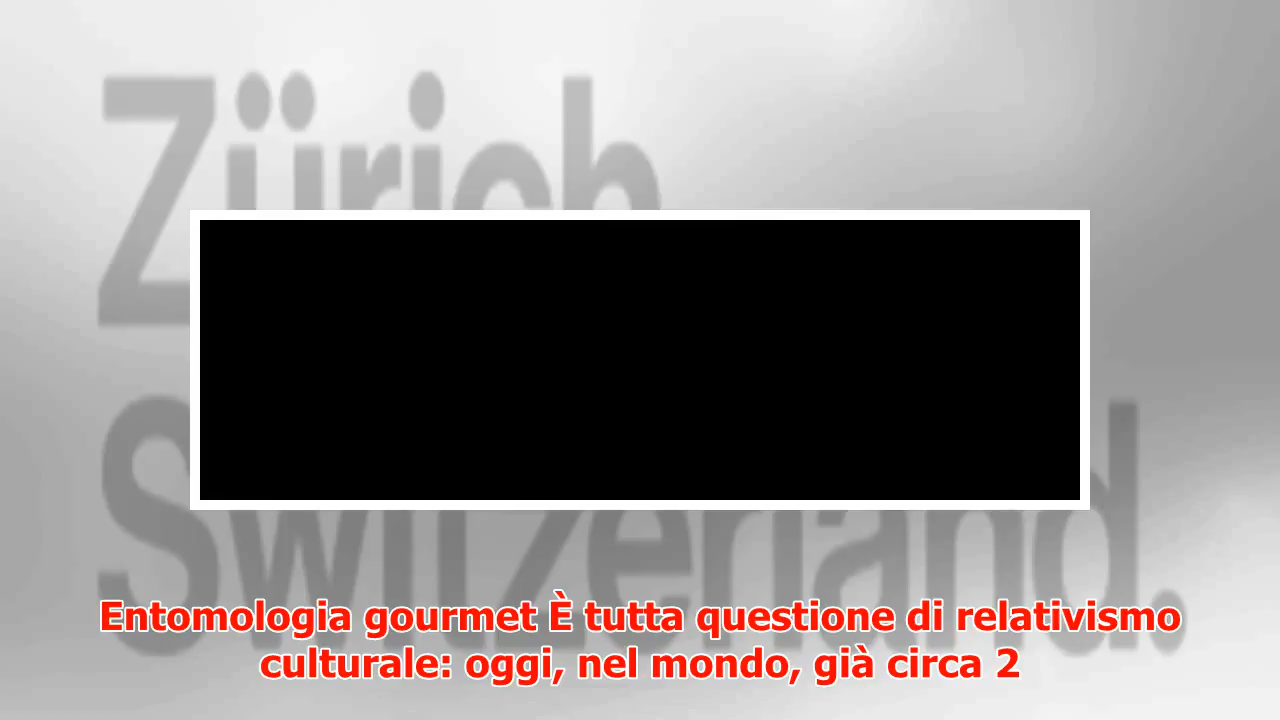 Zürich
Switzerland.
Entomologia gourmet È tutta questione di relativismo
culturale: oggi, nel mondo, già circa 2